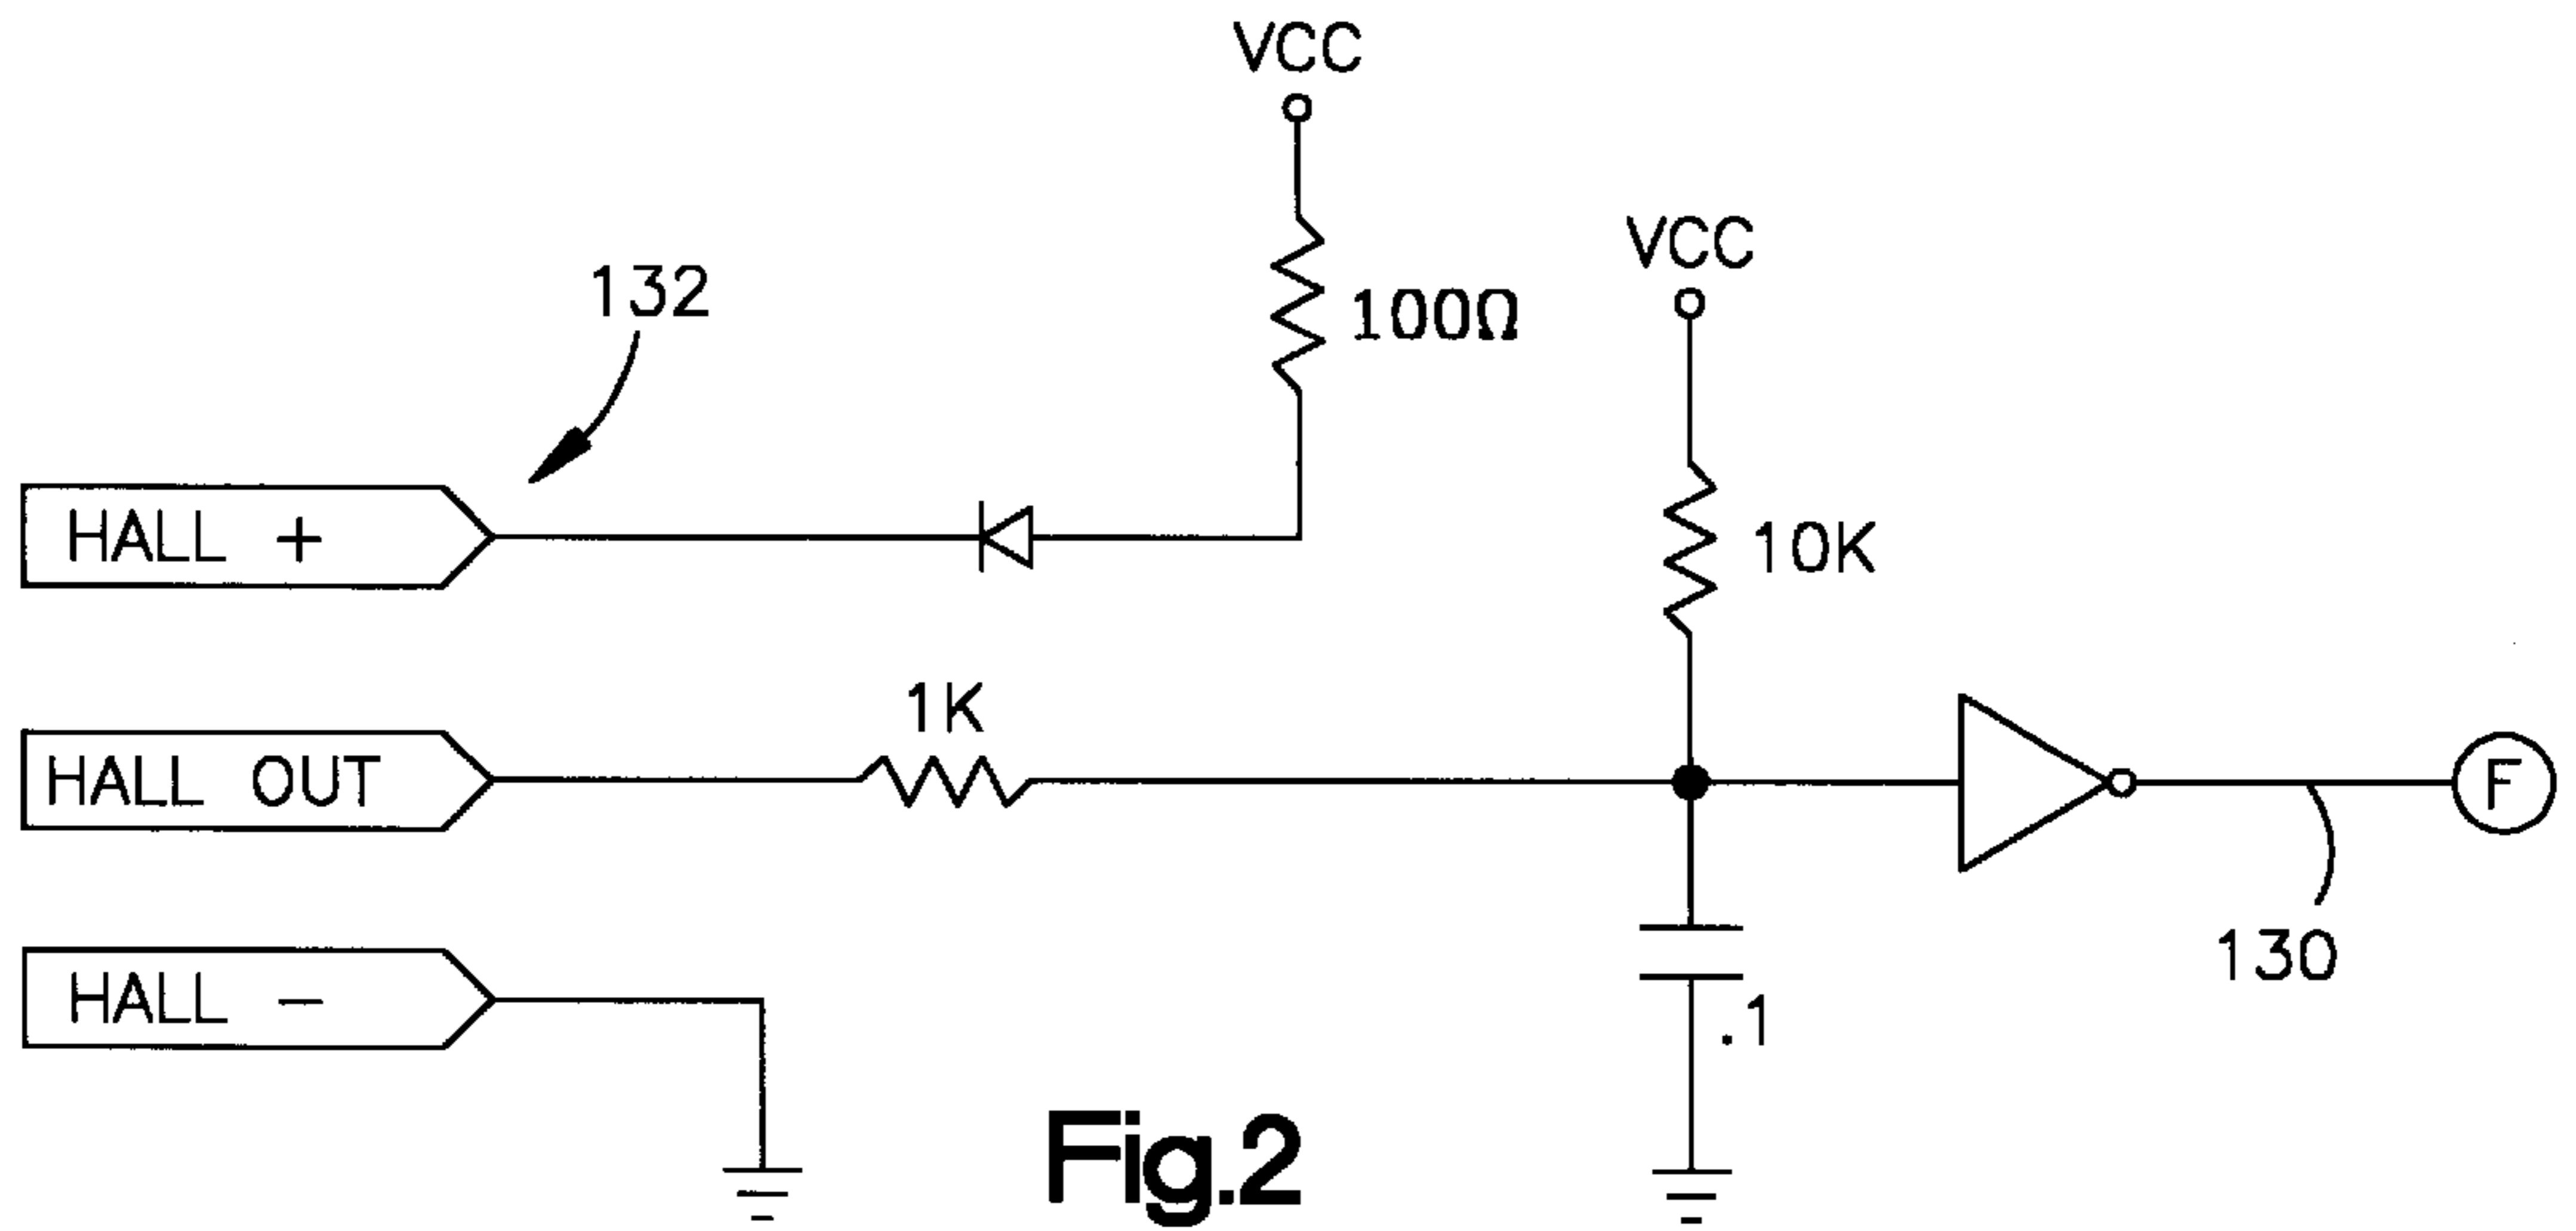 VCC
VCC
132
100Ω
HALL +
10K
1K
HALL OUT
F
130
HALL -
.1
Fig.2